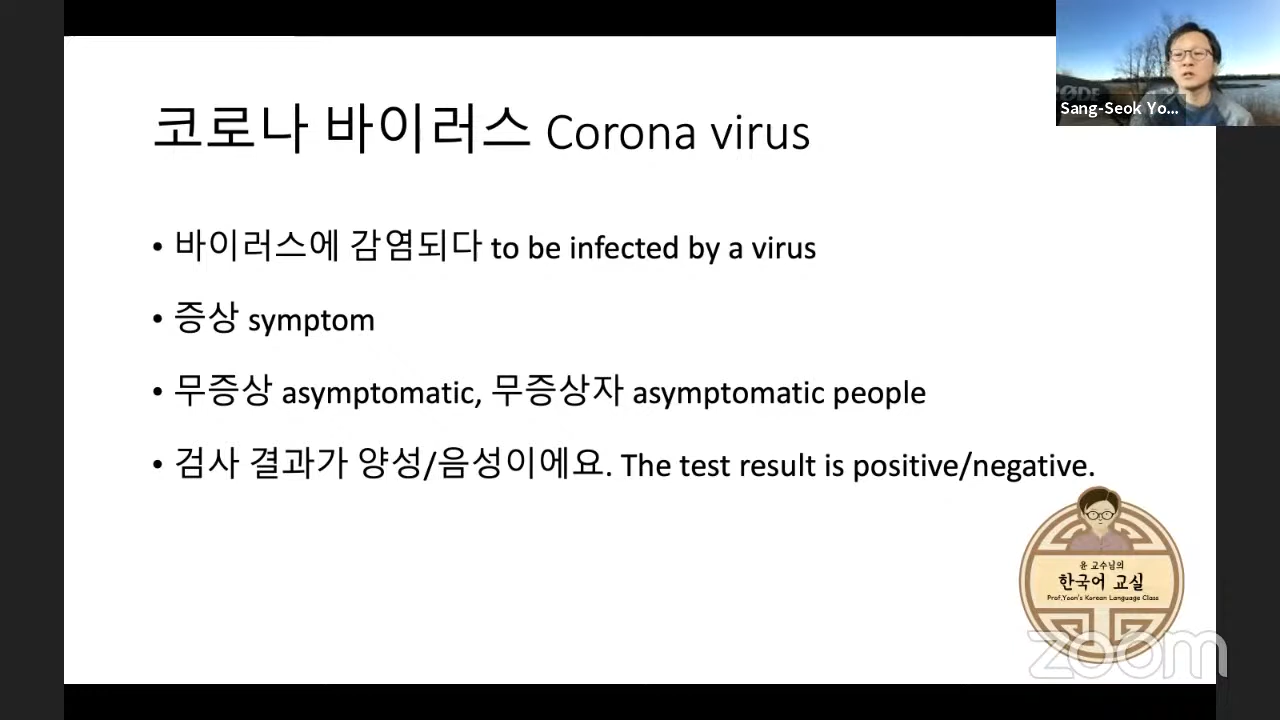 코로나 바이러스 Corona virus
• 바이러스에 감염되다 to be infected by a virus
• 증상 symptom
• 무증상 asymptomatic, 무증상자 asymptomatic people
• 검사 결과가 양성/음성이에요. The test result is positive/negative.
Sang-Seok Yo...
윤 교수님의
한국어 교실
Prof.Yoon's Korean Language Class
zoom